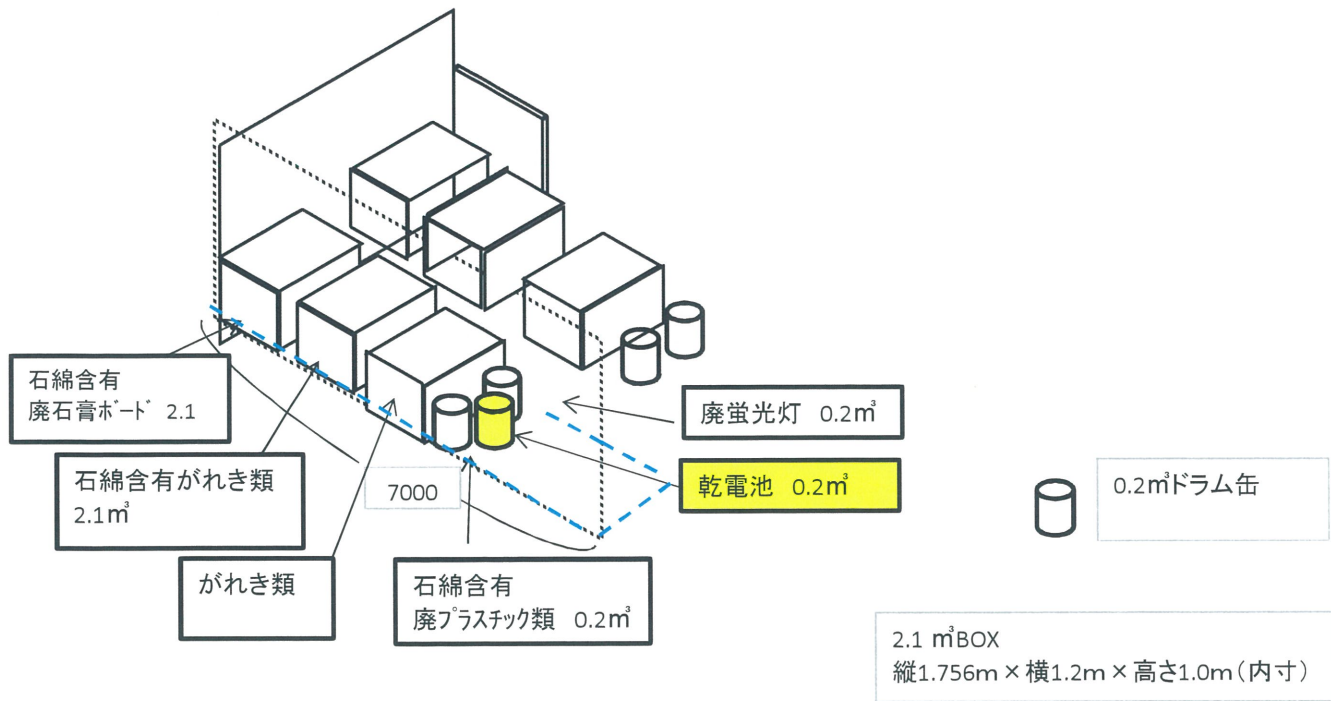 石綿含有
廃石膏ﾎﾞｰﾄﾞ 2.1
石綿含有がれき類
2.1㎥
がれき類
7000
石綿含有
廃ﾌﾟﾗｽﾁｯｸ類 0.2㎥
廃蛍光灯 0.2㎥
乾電池 0.2㎥
0.2㎥ドラム缶
2.1 ㎥BOX
縦1.756m×横1.2m×高さ1.0m(内寸)